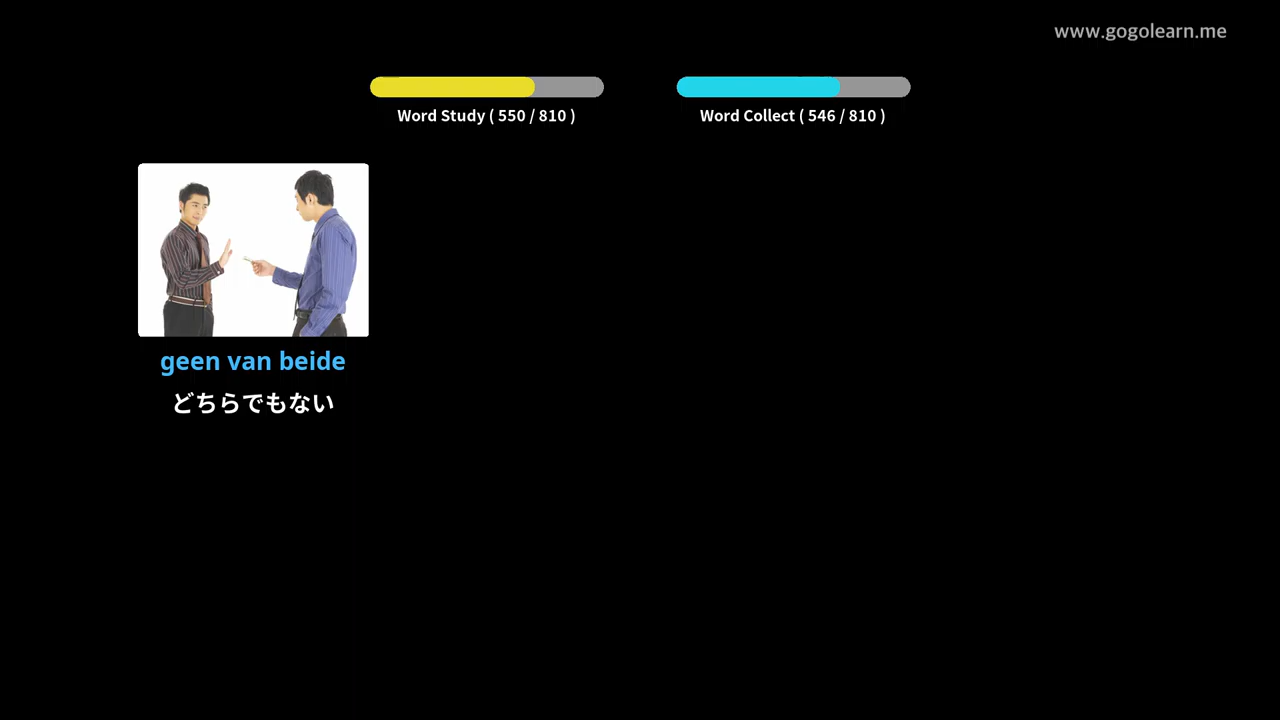 www.gogolearn.me
Word Study ( 550 / 810 )
Word Collect ( 546 / 810 )
geen van beide
どちらでもない